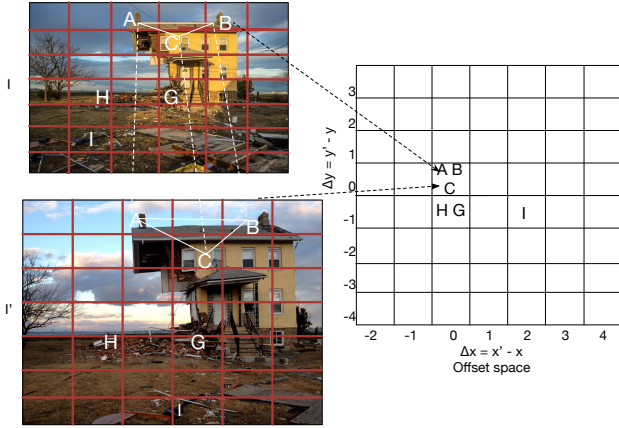 I
A
B
C
H
G
I
I'
A
B
C
H
G
I
Δy = y' - y
3
2
1
0
-1
-2
-3
-4
A B
C
H G
I
-2 -1 0 1 2 3 4
Δx = x' - x
Offset space